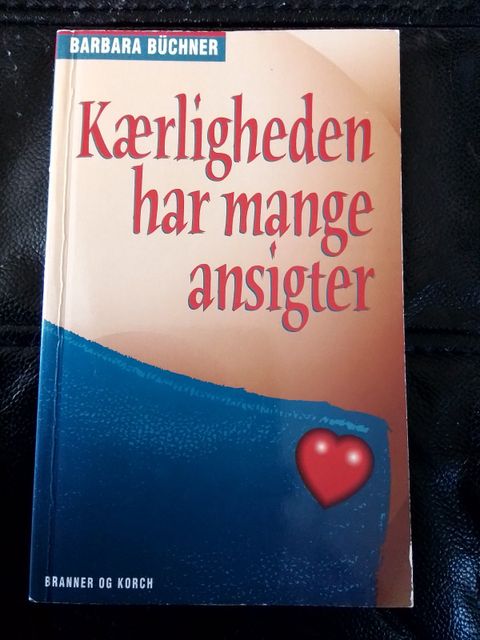 BARBARA BÜCHNER
Kærligheden
har mange
ansigter
BRANNER OG KORCH